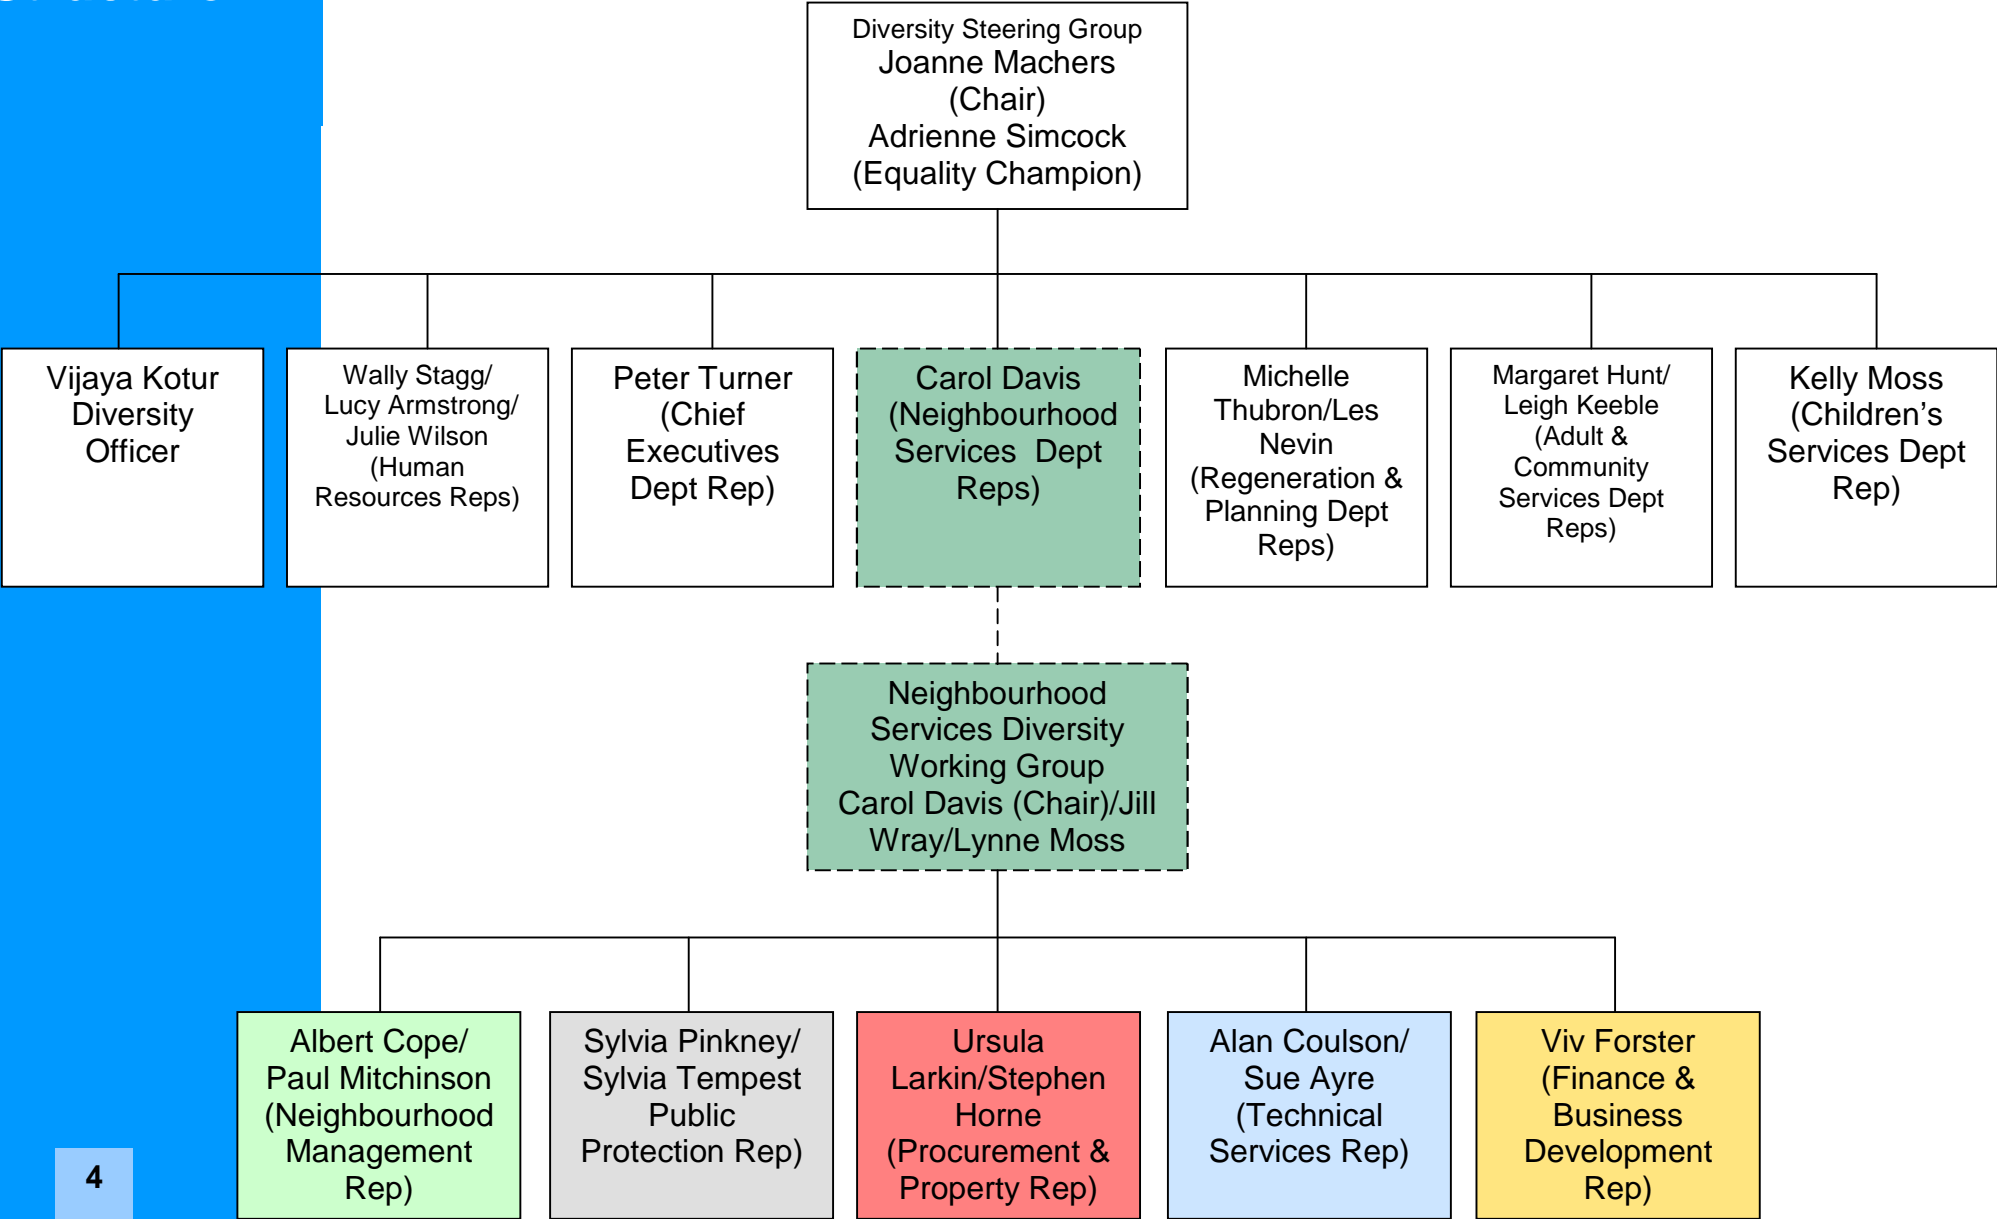 Diversity Steering Group
Joanne Machers
(Chair)
Adrienne Simcock
(Equality Champion)
Vijaya Kotur
Diversity
Officer
Wally Stagg/
Lucy Armstrong/
Julie Wilson
(Human
Resources Reps)
Peter Turner
(Chief
Executives
Dept Rep)
Carol Davis
(Neighbourhood
Services  Dept
Reps)
Michelle
Thubron/Les
Nevin
(Regeneration &
Planning Dept
Reps)
Margaret Hunt/
Leigh Keeble
(Adult &
Community
Services Dept
Reps)
Kelly Moss
(Children’s
Services Dept
Rep)
Neighbourhood
Services Diversity
Working Group
Carol Davis (Chair)/Jill
Wray/Lynne Moss
Albert Cope/
Paul Mitchinson
(Neighbourhood
Management
Rep)
Sylvia Pinkney/
Sylvia Tempest
Public
Protection Rep)
Ursula
Larkin/Stephen
Horne
(Procurement &
Property Rep)
Alan Coulson/
Sue Ayre
(Technical
Services Rep)
Viv Forster
(Finance &
Business
Development
Rep)
4